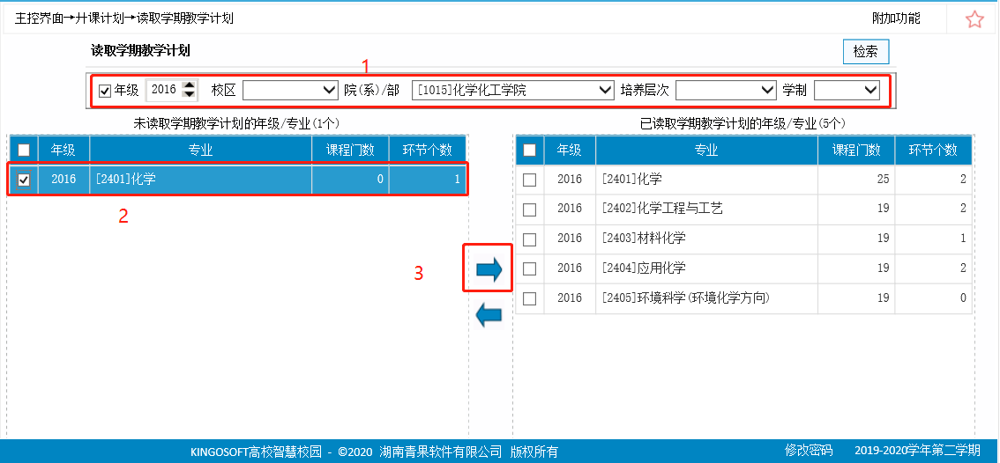 主控界面→开课计划→读取学期教学计划 附加功能
读取学期教学计划 检索
1
年级 2016 校区 院(系)/部 [1015]化学化工学院 培养层次 学制
未读取学期教学计划的年级/专业(1个) 已读取学期教学计划的年级/专业(5个)
年级 专业 课程门数 环节个数 年级 专业 课程门数 环节个数
2016 [2401]化学 0 1 2016 [2401]化学 25 2
2 2016 [2402]化学工程与工艺 19 2
2016 [2403]材料化学 19 1
3 2016 [2404]应用化学 19 2
2016 [2405]环境科学(环境化学方向) 19 0
KINGOSOFT高校智慧校园 - ©2020 湖南青果软件有限公司 版权所有 修改密码 2019-2020学年第二学期